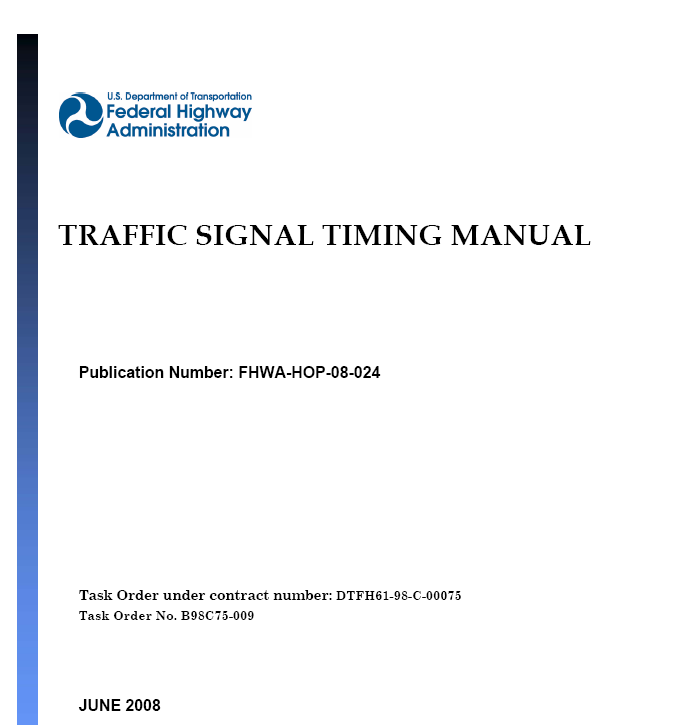 U.S. Department of Transportation
Federal Highway
Administration
TRAFFIC SIGNAL TIMING MANUAL
Publication Number: FHWA-HOP-08-024
Task Order under contract number: DTFH61-98-C-00075
Task Order No. B98C75-009
JUNE 2008